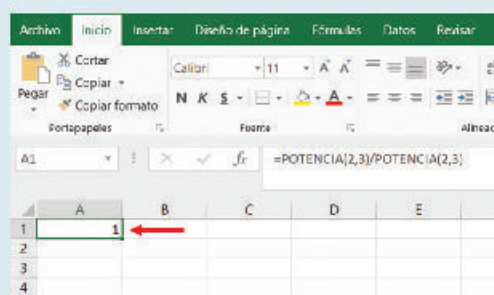 Archivo Inicio Insertar Diseño de página Fórmulas Datos Revisar
Cortar
Copiar
Copiar formato
Pegar
Calibri 11 A A
N K S A
Portapapeles Fuente Alineac
A1 fx =POTENCIA(2,3)/POTENCIA(2,3)
A B C D E
1 1
2
3
4